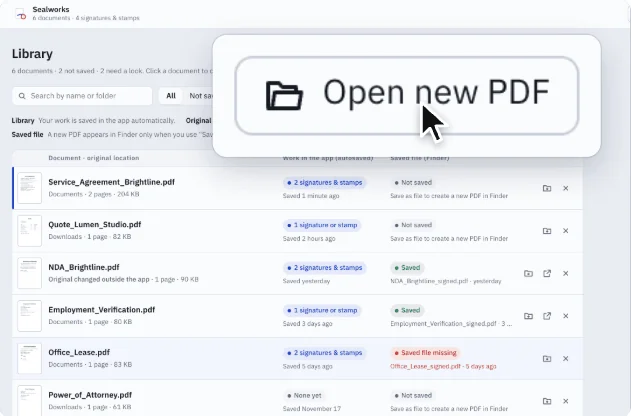 Sealworks
6 documents · 4 signatures & stamps
Library
6 documents · 2 not saved · 2 need a look. Click a document to
Open new PDF
Search by name or folder
All
Library Your work is saved in the app automatically. Original
Saved file A new PDF appears in Finder only when you use
Document · original location
Work in the app (autosaved)
Saved file (Finder)
Service_Agreement_Brightline.pdf
2 signatures & stamps
Not saved
Documents · 2 pages · 204 KB
Saved 1 minute ago
Save as file to create a new PDF in Finder
Quote_Lumen_Studio.pdf
1 signature or stamp
Not saved
Downloads · 1 page · 82 KB
Saved 2 hours ago
Save as file to create a new PDF in Finder
NDA_Brightline.pdf
2 signatures & stamps
Saved
Original changed outside the app · 1 page · 90 KB
Saved yesterday
NDA_Brightline_signed.pdf · yesterday
Employment_Verification.pdf
1 signature or stamp
Saved
Documents · 1 page · 80 KB
Saved 3 days ago
Employment_Verification_signed.pdf · 3 ...
Office_Lease.pdf
2 signatures & stamps
Saved file missing
Documents · 1 page · 83 KB
Saved 5 days ago
Office_Lease_signed.pdf · 5 days ago
Power_of_Attorney.pdf
None yet
Not saved
Downloads · 1 page · 61 KB
Saved November 17
Save as file to create a new PDF in Finder